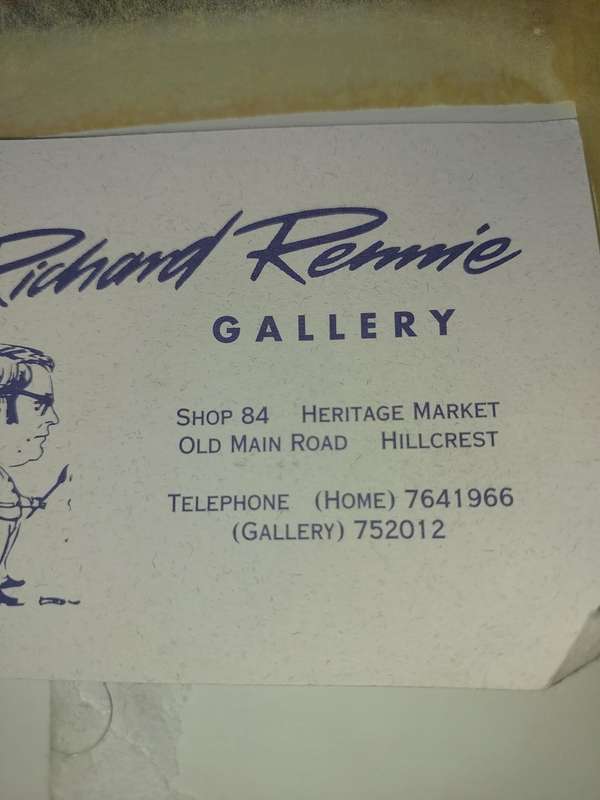 Richard Rennie
GALLERY
SHOP 84 HERITAGE MARKET
OLD MAIN ROAD HILLCREST
TELEPHONE (HOME) 7641966
(GALLERY) 752012